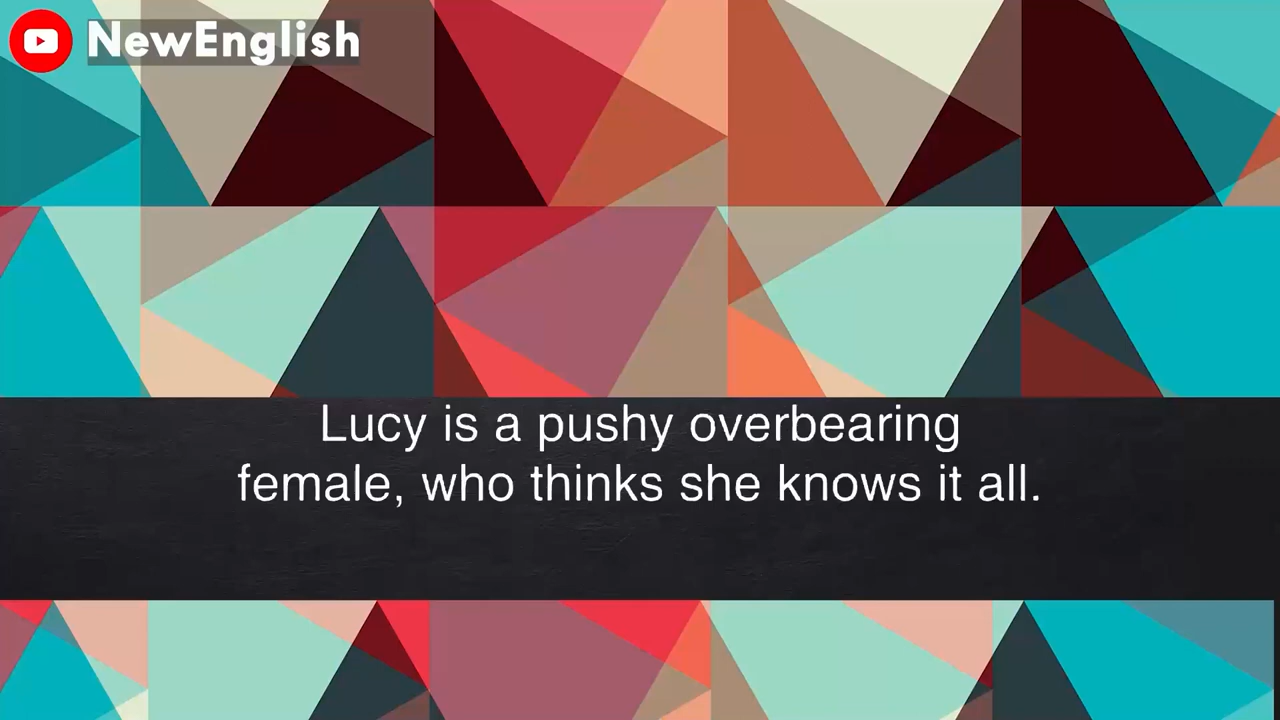 NewEnglish
Lucy is a pushy overbearing
female, who thinks she knows it all.